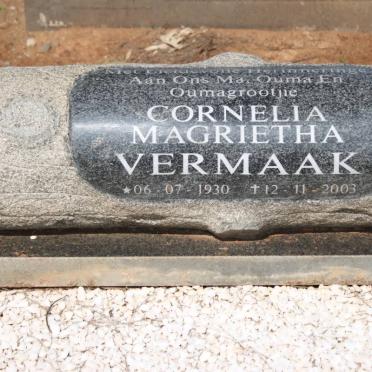 Aan Ons Ma, Ouma En
Oumagrootjie
CORNELIA
MAGRIETHA
VERMAAK
★06-07-1930 ✝12-11-2003